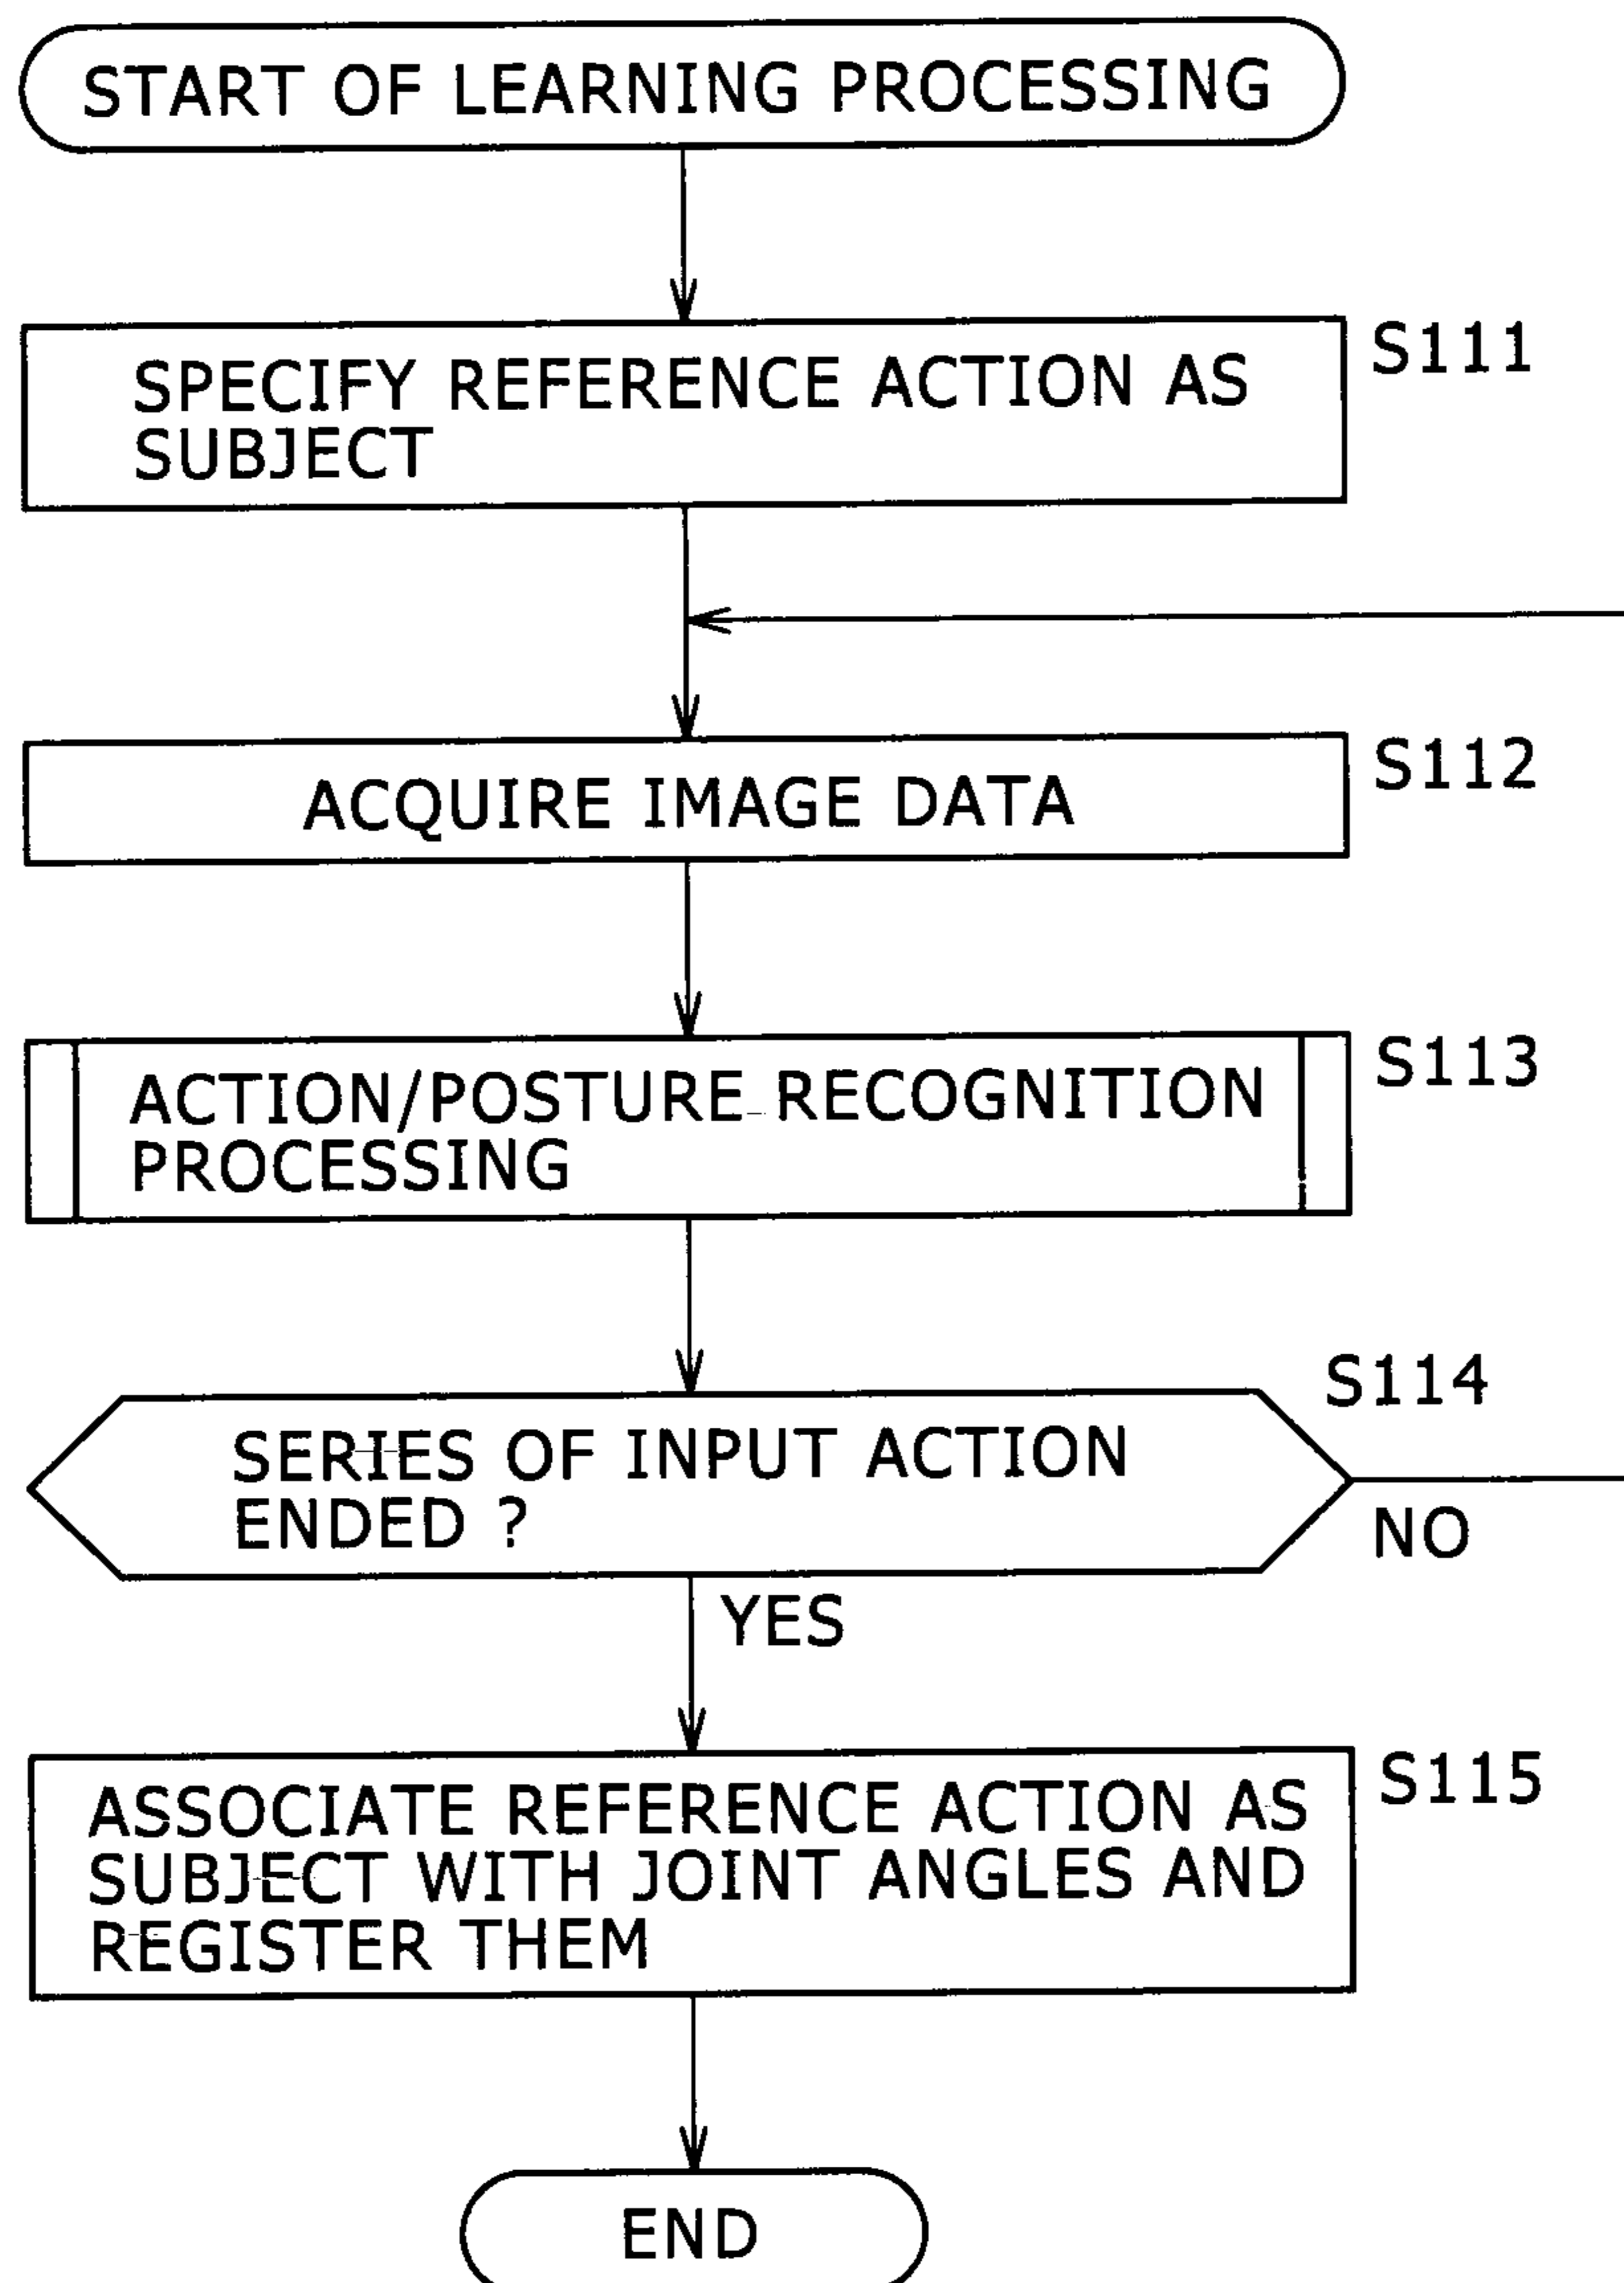 START OF LEARNING PROCESSING
SPECIFY REFERENCE ACTION AS
SUBJECT
S111
ACQUIRE IMAGE DATA
S112
ACTION/POSTURE RECOGNITION
PROCESSING
S113
SERIES OF INPUT ACTION
ENDED ?
S114
NO
YES
ASSOCIATE REFERENCE ACTION AS
SUBJECT WITH JOINT ANGLES AND
REGISTER THEM
S115
END